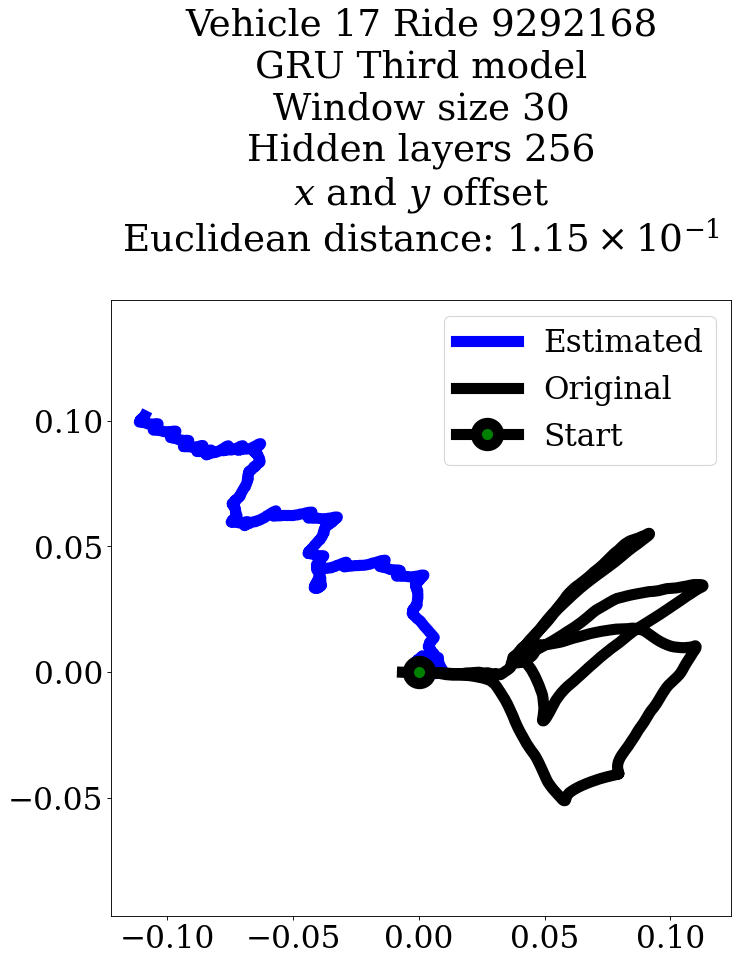 Vehicle 17 Ride 9292168
GRU Third model
Window size 30
Hidden layers 256
x and y offset
Euclidean distance: 1.15 × 10⁻¹
Estimated
Original
Start
0.10
0.05
0.00
−0.05
−0.10 −0.05 0.00 0.05 0.10